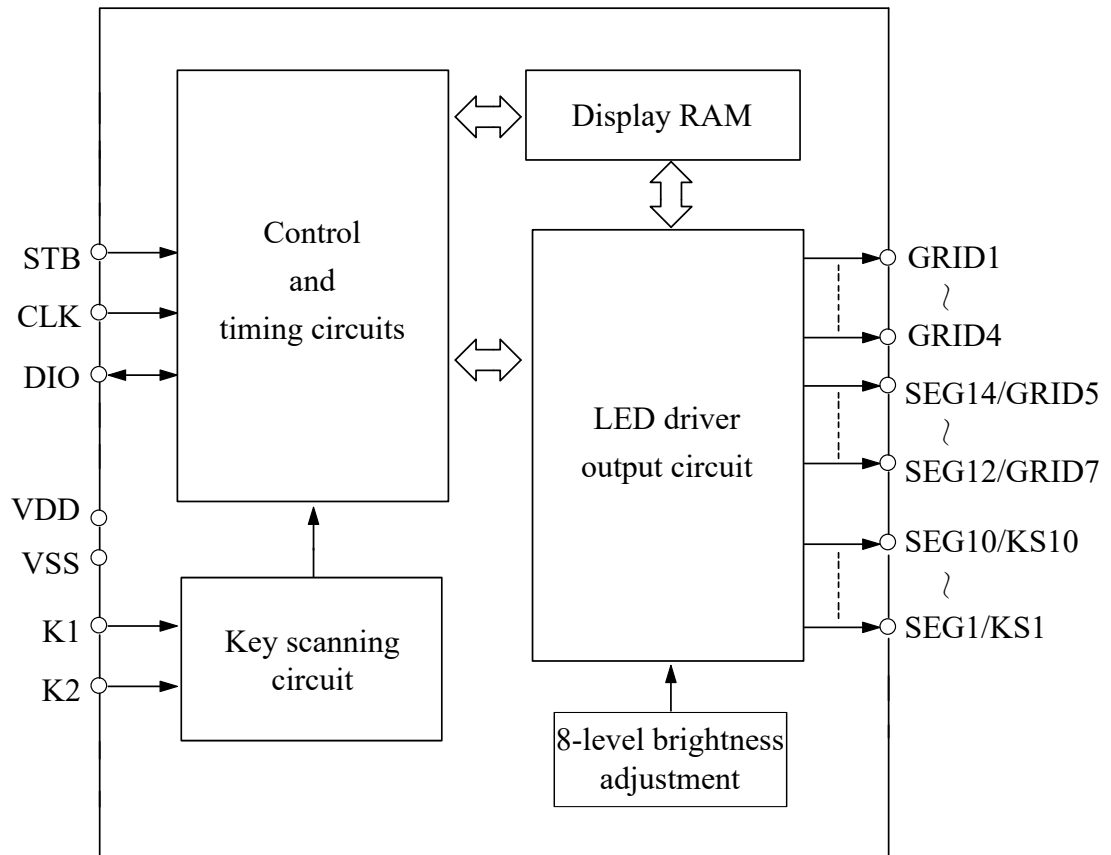 Display RAM
Control
and
timing circuits
STB
CLK
DIO
VDD
VSS
K1
K2
Key scanning
circuit
LED driver
output circuit
8-level brightness
adjustment
GRID1
~
GRID4
SEG14/GRID5
~
SEG12/GRID7
SEG10/KS10
~
SEG1/KS1